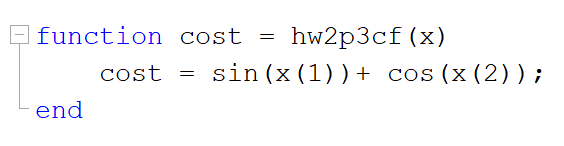 function cost = hw2p3cf(x)
cost = sin(x(1))+ cos(x(2));
end